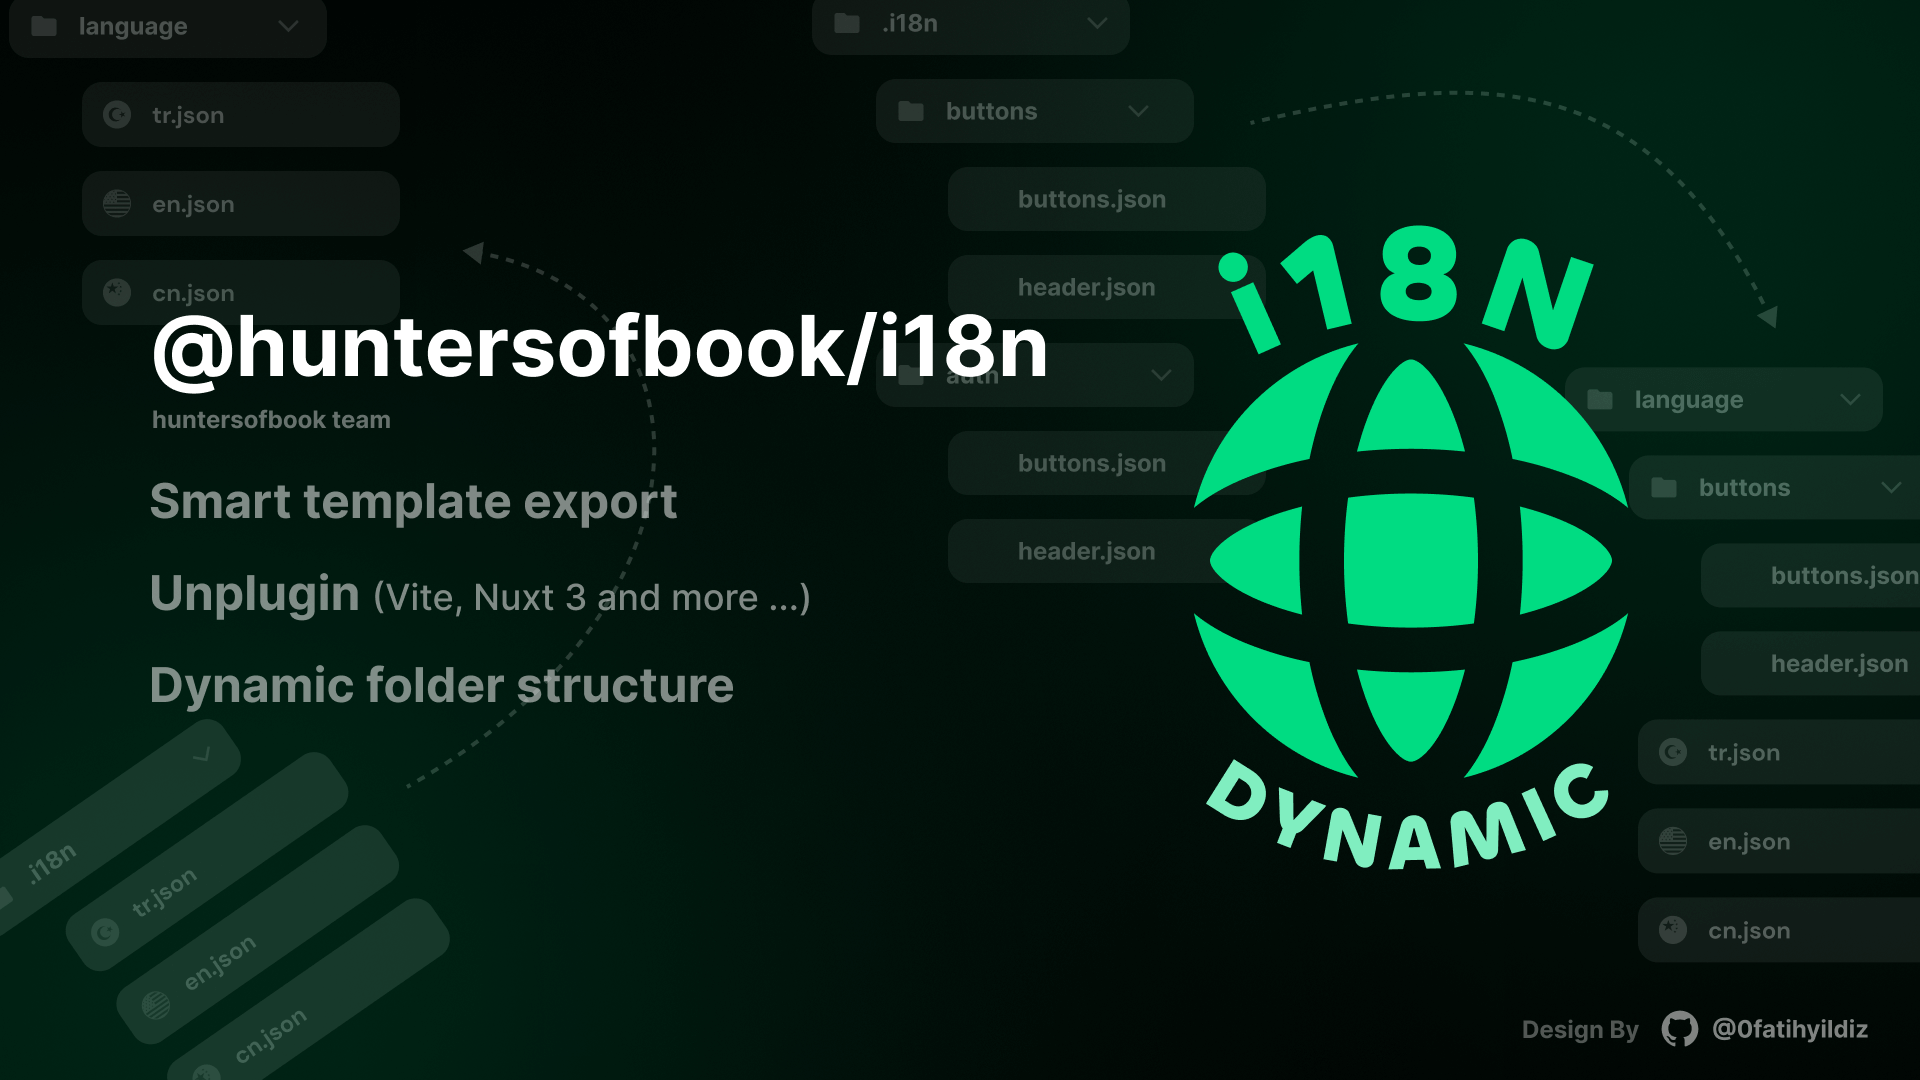 language
tr.json
en.json
cn.json
.i18n
buttons
buttons.json
header.json
auth
buttons.json
header.json
@huntersofbook/i18n
huntersofbook team
Smart template export
Unplugin (Vite, Nuxt 3 and more ...)
Dynamic folder structure
i18N
DYNAMIC
language
buttons
buttons.json
header.json
tr.json
en.json
cn.json
.i18n
tr.json
en.json
cn.json
Design By @0fatihyildiz